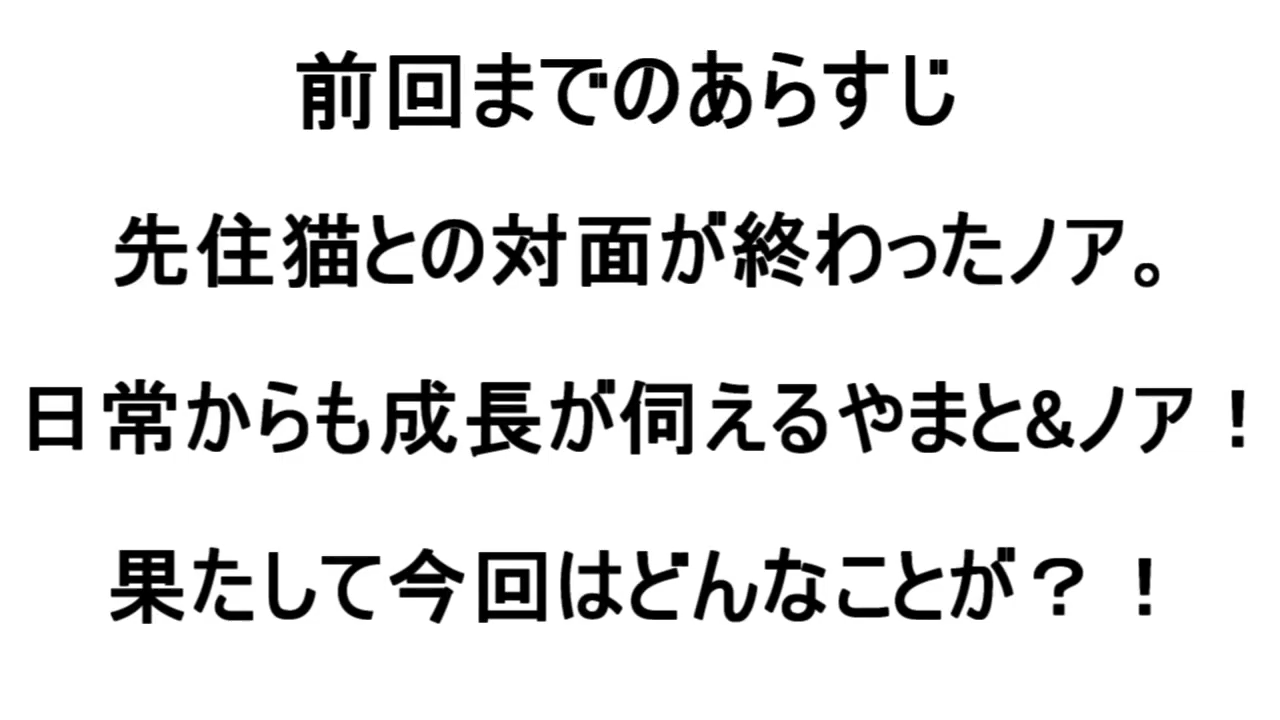 前回までのあらすじ
先住猫との対面が終わったノア。
日常からも成長が伺えるやまと&ノア！
果たして今回はどんなことが？！